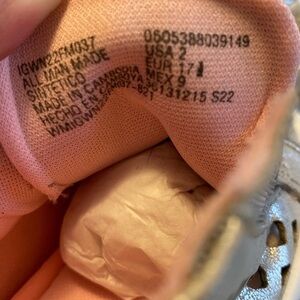 IGWN22FM037
ALL MAN MADE
SINTETICO
MADE IN CAMBODIA
HECHO EN CAMBOYA
0605388039149
USA 2
EUR 17
MEX 9
131215 S22